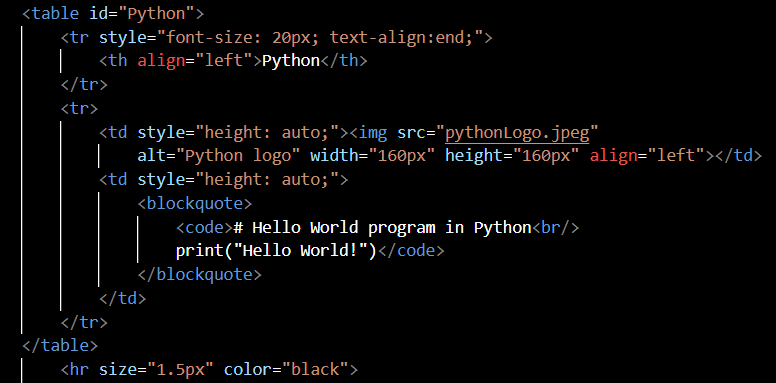 <table id="Python">
<tr style="font-size: 20px; text-align:end;">
<th align="left">Python</th>
</tr>
<tr>
<td style="height: auto;"><img src="pythonLogo.jpeg"
alt="Python logo" width="160px" height="160px" align="left"></td>
<td style="height: auto;">
<blockquote>
<code># Hello World program in Python<br/>
print("Hello World!")</code>
</blockquote>
</td>
</tr>
</table>
<hr size="1.5px" color="black">